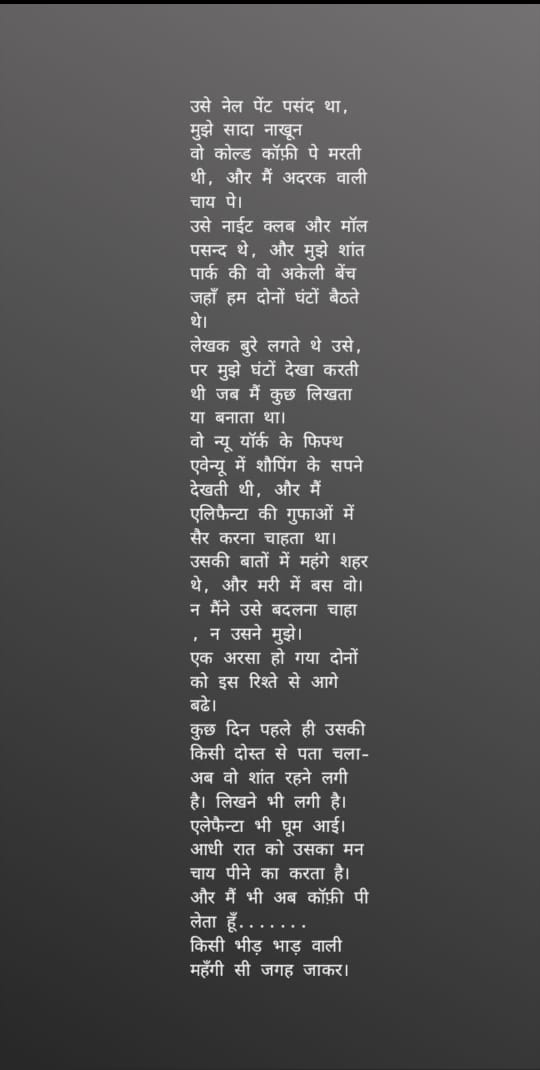 उसे नेल पेंट पसंद था,
मुझे सादा नाखून
वो कोल्ड कॉफ़ी पे मरती
थी, और मैं अदरक वाली
चाय पे।
उसे नाईट क्लब और मॉल
पसन्द थे, और मुझे शांत
पार्क की वो अकेली बेंच
जहाँ हम दोनों घंटों बैठते
थे।
लेखक बुरे लगते थे उसे,
पर मुझे घंटों देखा करती
थी जब मैं कुछ लिखता
या बनाता था।
वो न्यू यॉर्क के फिफ्थ
एवेन्यू में शौपिंग के सपने
देखती थी, और मैं
एलिफैन्टा की गुफाओं में
सैर करना चाहता था।
उसकी बातों में महंगे शहर
थे, और मरी में बस वो।
न मैंने उसे बदलना चाहा
, न उसने मुझे।
एक अरसा हो गया दोनों
को इस रिश्ते से आगे
बढे।
कुछ दिन पहले ही उसकी
किसी दोस्त से पता चला-
अब वो शांत रहने लगी
है। लिखने भी लगी है।
एलेफैन्टा भी घूम आई।
आधी रात को उसका मन
चाय पीने का करता है।
और मैं भी अब कॉफ़ी पी
लेता हूँ.......
किसी भीड़ भाड़ वाली
महँगी सी जगह जाकर।